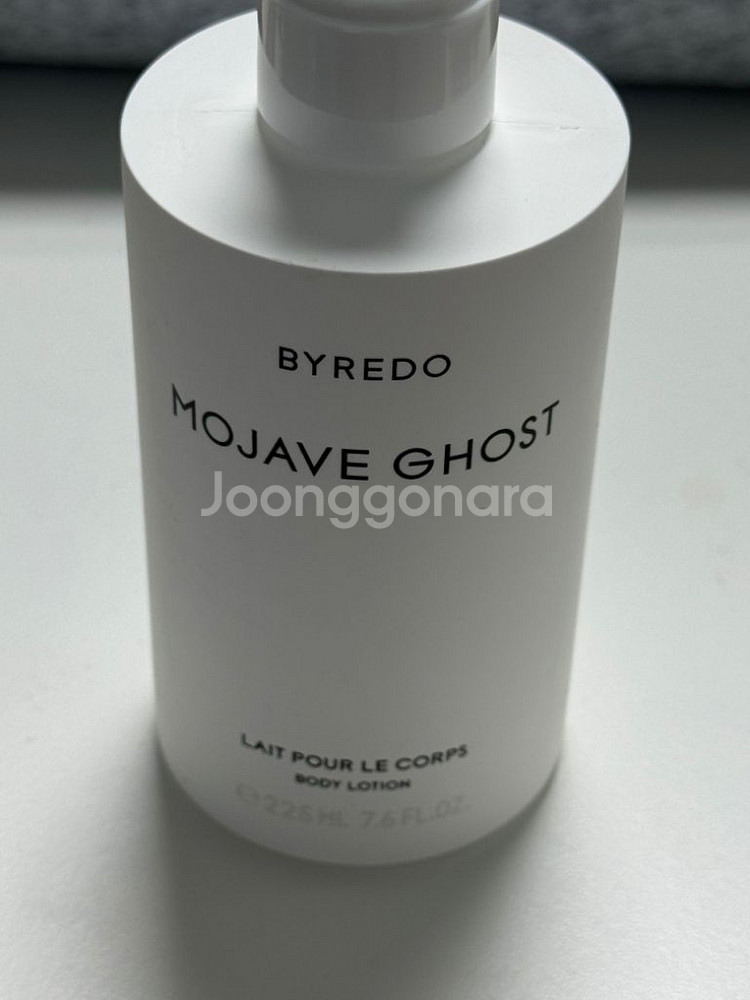 BYREDO
MOJAVE GHOST
Joonggonara
LAIT POUR LE CORPS
BODY LOTION
℮ 225 ML 7.6 FL.OZ.